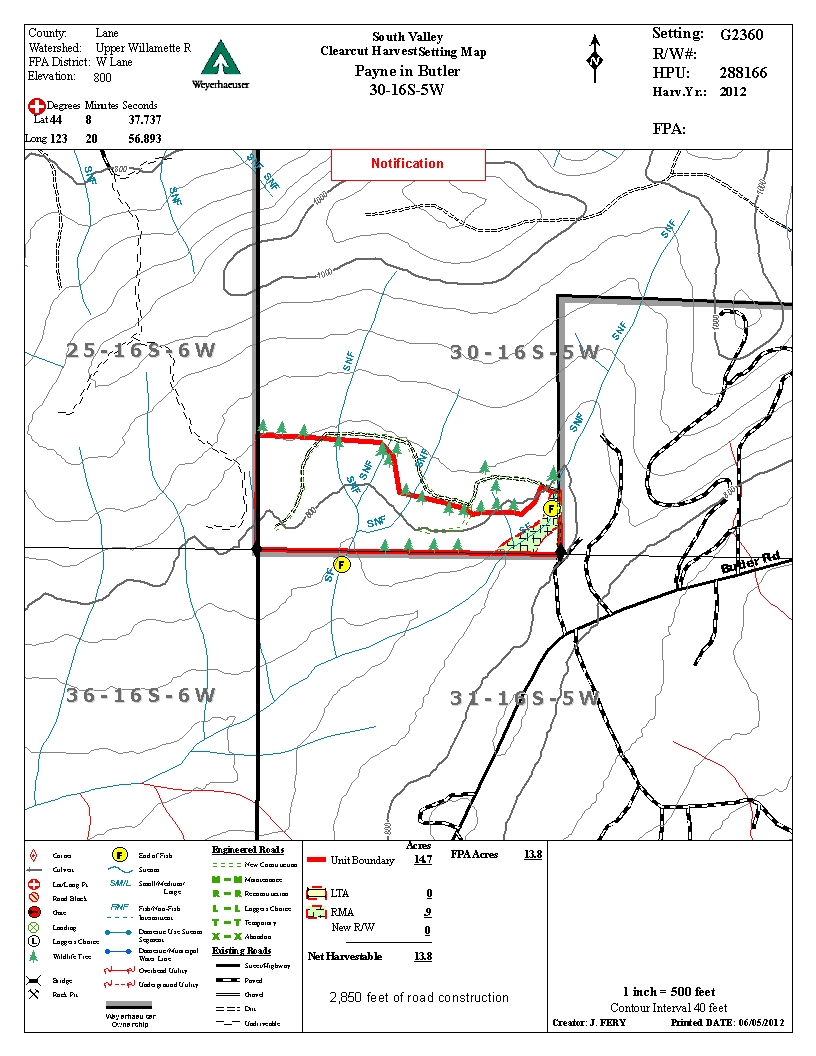 County: Lane
Watershed: Upper Willamette R
FPA District: W Lane
Elevation: 800
Degrees Minutes Seconds
Lat 44 8 37.737
Long 123 20 56.893
Weyerhaeuser
South Valley
Clearcut Harvest Setting Map
Payne in Butler
30-16S-5W
N
Setting: G2360
R/W#:
HPU: 288166
Harv.Yr.: 2012
FPA:
Notification
SNF
800
SNF
SNF
SNF
1000
1000
SNF
1000
25-16S-6W
30-16S-5W
SNF
SNF
SNF
SNF
SNF
SNF
800
SNF
SF
F
800
SF
F
Butler Rd
36-16S-6W
31-16S-5W
800
Corner
Culvert
Lat/Long Pt.
Road Block
Gate
Landing
L Loggers Choice
Wildlife Tree
Bridge
Rock Pit
F End of Fish
Stream
S/M/L Small/Medium/
Large
F/NF Fish/Non-Fish
Intermittent
Domestic Use Stream
Segment
Domestic/Municipal
Water Line
Overhead Utility
Underground Utility
Weyerhaeuser
Ownership
Engineered Roads
New Construction
M M Maintenance
R R Reconstruction
L L Loggers Choice
T T Temporary
X X Abandon
Existing Roads
State/Highway
Paved
Gravel
Dirt
Undriveable
Acres
Unit Boundary 14.7 FPA Acres 13.8
LTA 0
RMA .9
New R/W 0
Net Harvestable 13.8
2,850 feet of road construction
1 inch = 500 feet
Contour Interval 40 feet
Creator: J. FERY Printed DATE: 06/05/2012